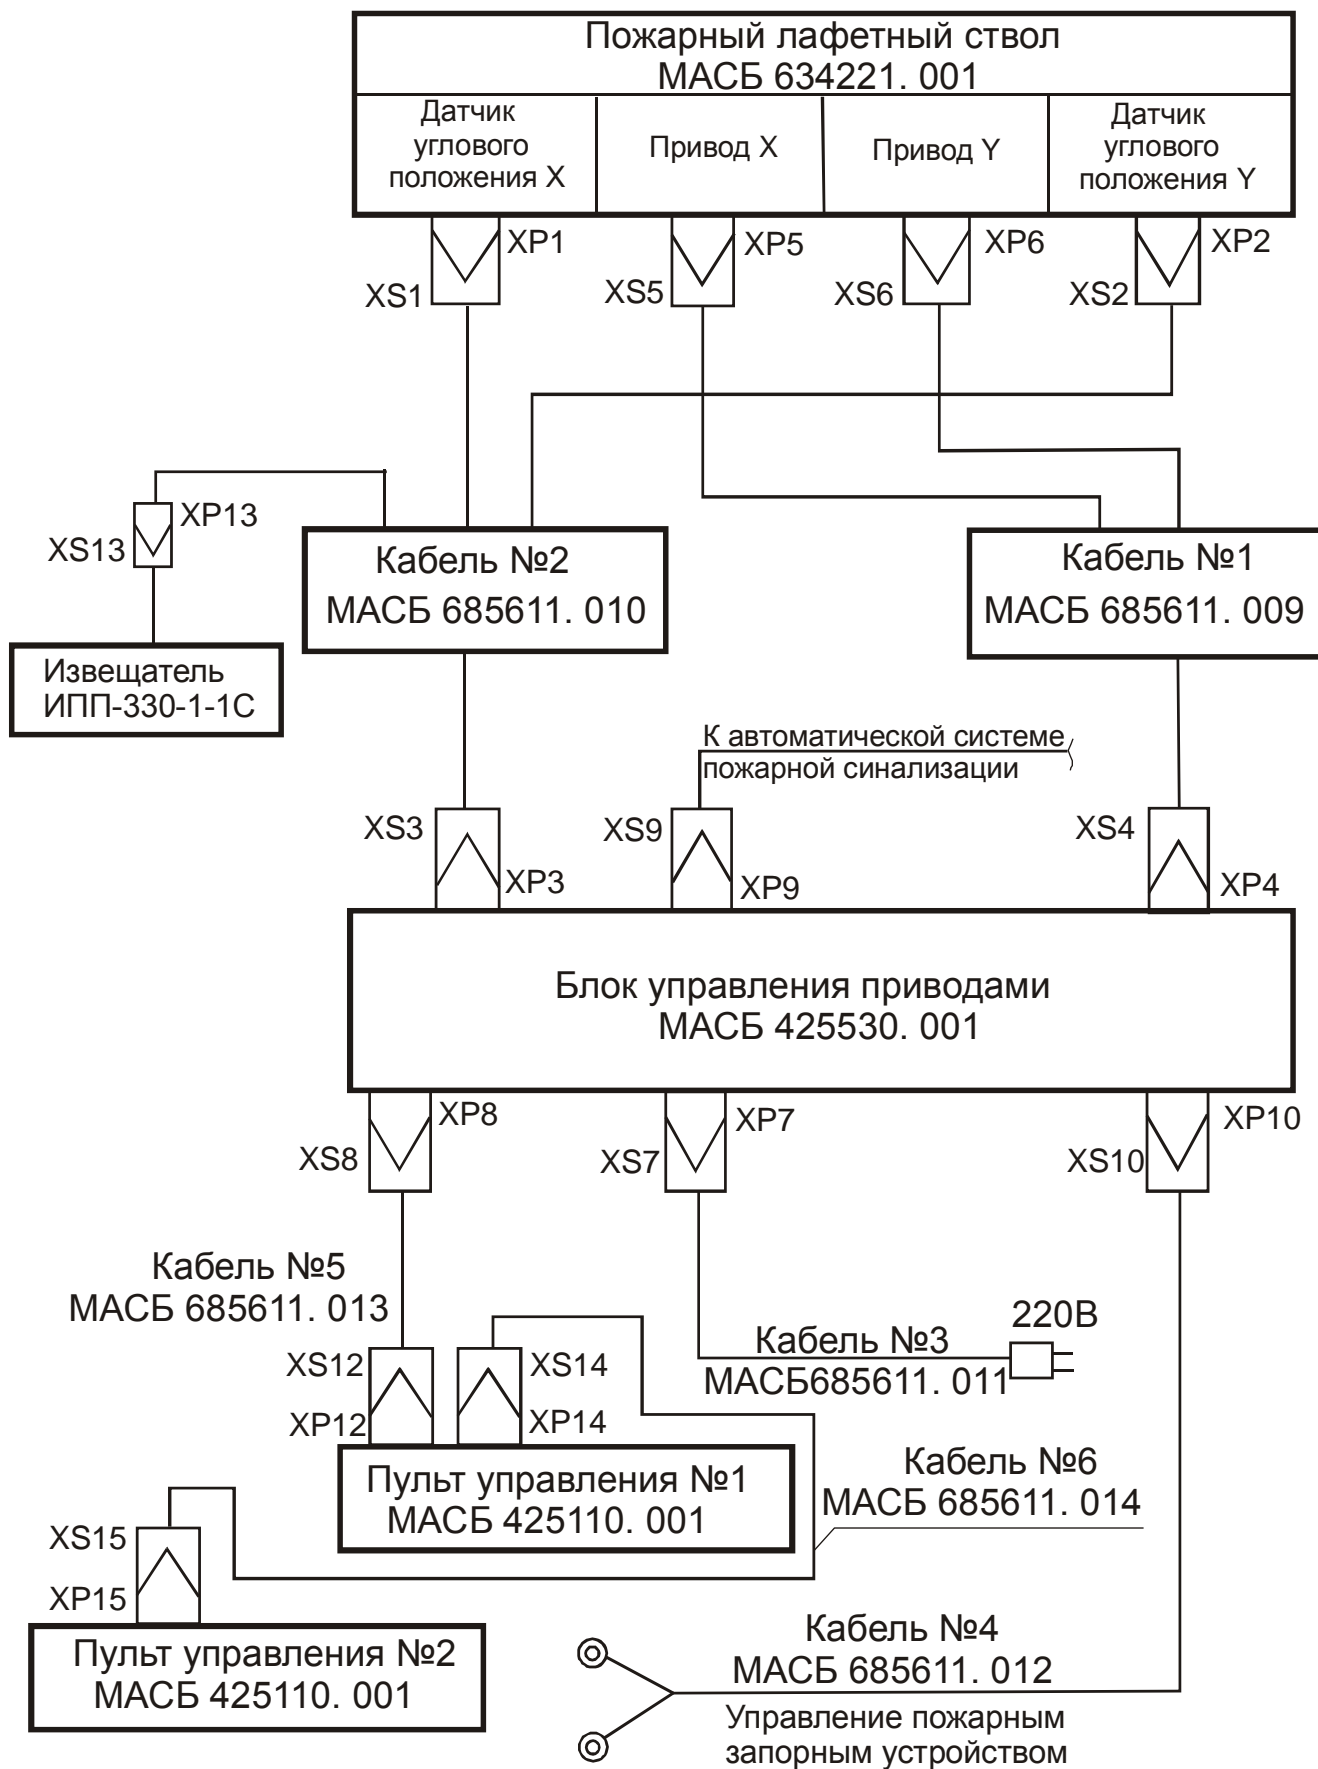 Пожарный лафетный ствол
МАСБ 634221. 001
Датчик
углового
положения X
Привод X
Привод Y
Датчик
углового
положения Y
XP1
XS1
XP5
XS5
XP6
XS6
XP2
XS2
XP13
XS13
Кабель №2
МАСБ 685611. 010
Кабель №1
МАСБ 685611. 009
Извещатель
ИПП-330-1-1С
К автоматической системе
пожарной синализации
XS3
XP3
XS9
XP9
XS4
XP4
Блок управления приводами
МАСБ 425530. 001
XP8
XS8
XP7
XS7
XP10
XS10
Кабель №5
МАСБ 685611. 013
220В
Кабель №3
МАСБ685611. 011
XS12
XP12
XS14
XP14
Пульт управления №1
МАСБ 425110. 001
Кабель №6
МАСБ 685611. 014
XS15
XP15
Пульт управления №2
МАСБ 425110. 001
Кабель №4
МАСБ 685611. 012
Управление пожарным
запорным устройством